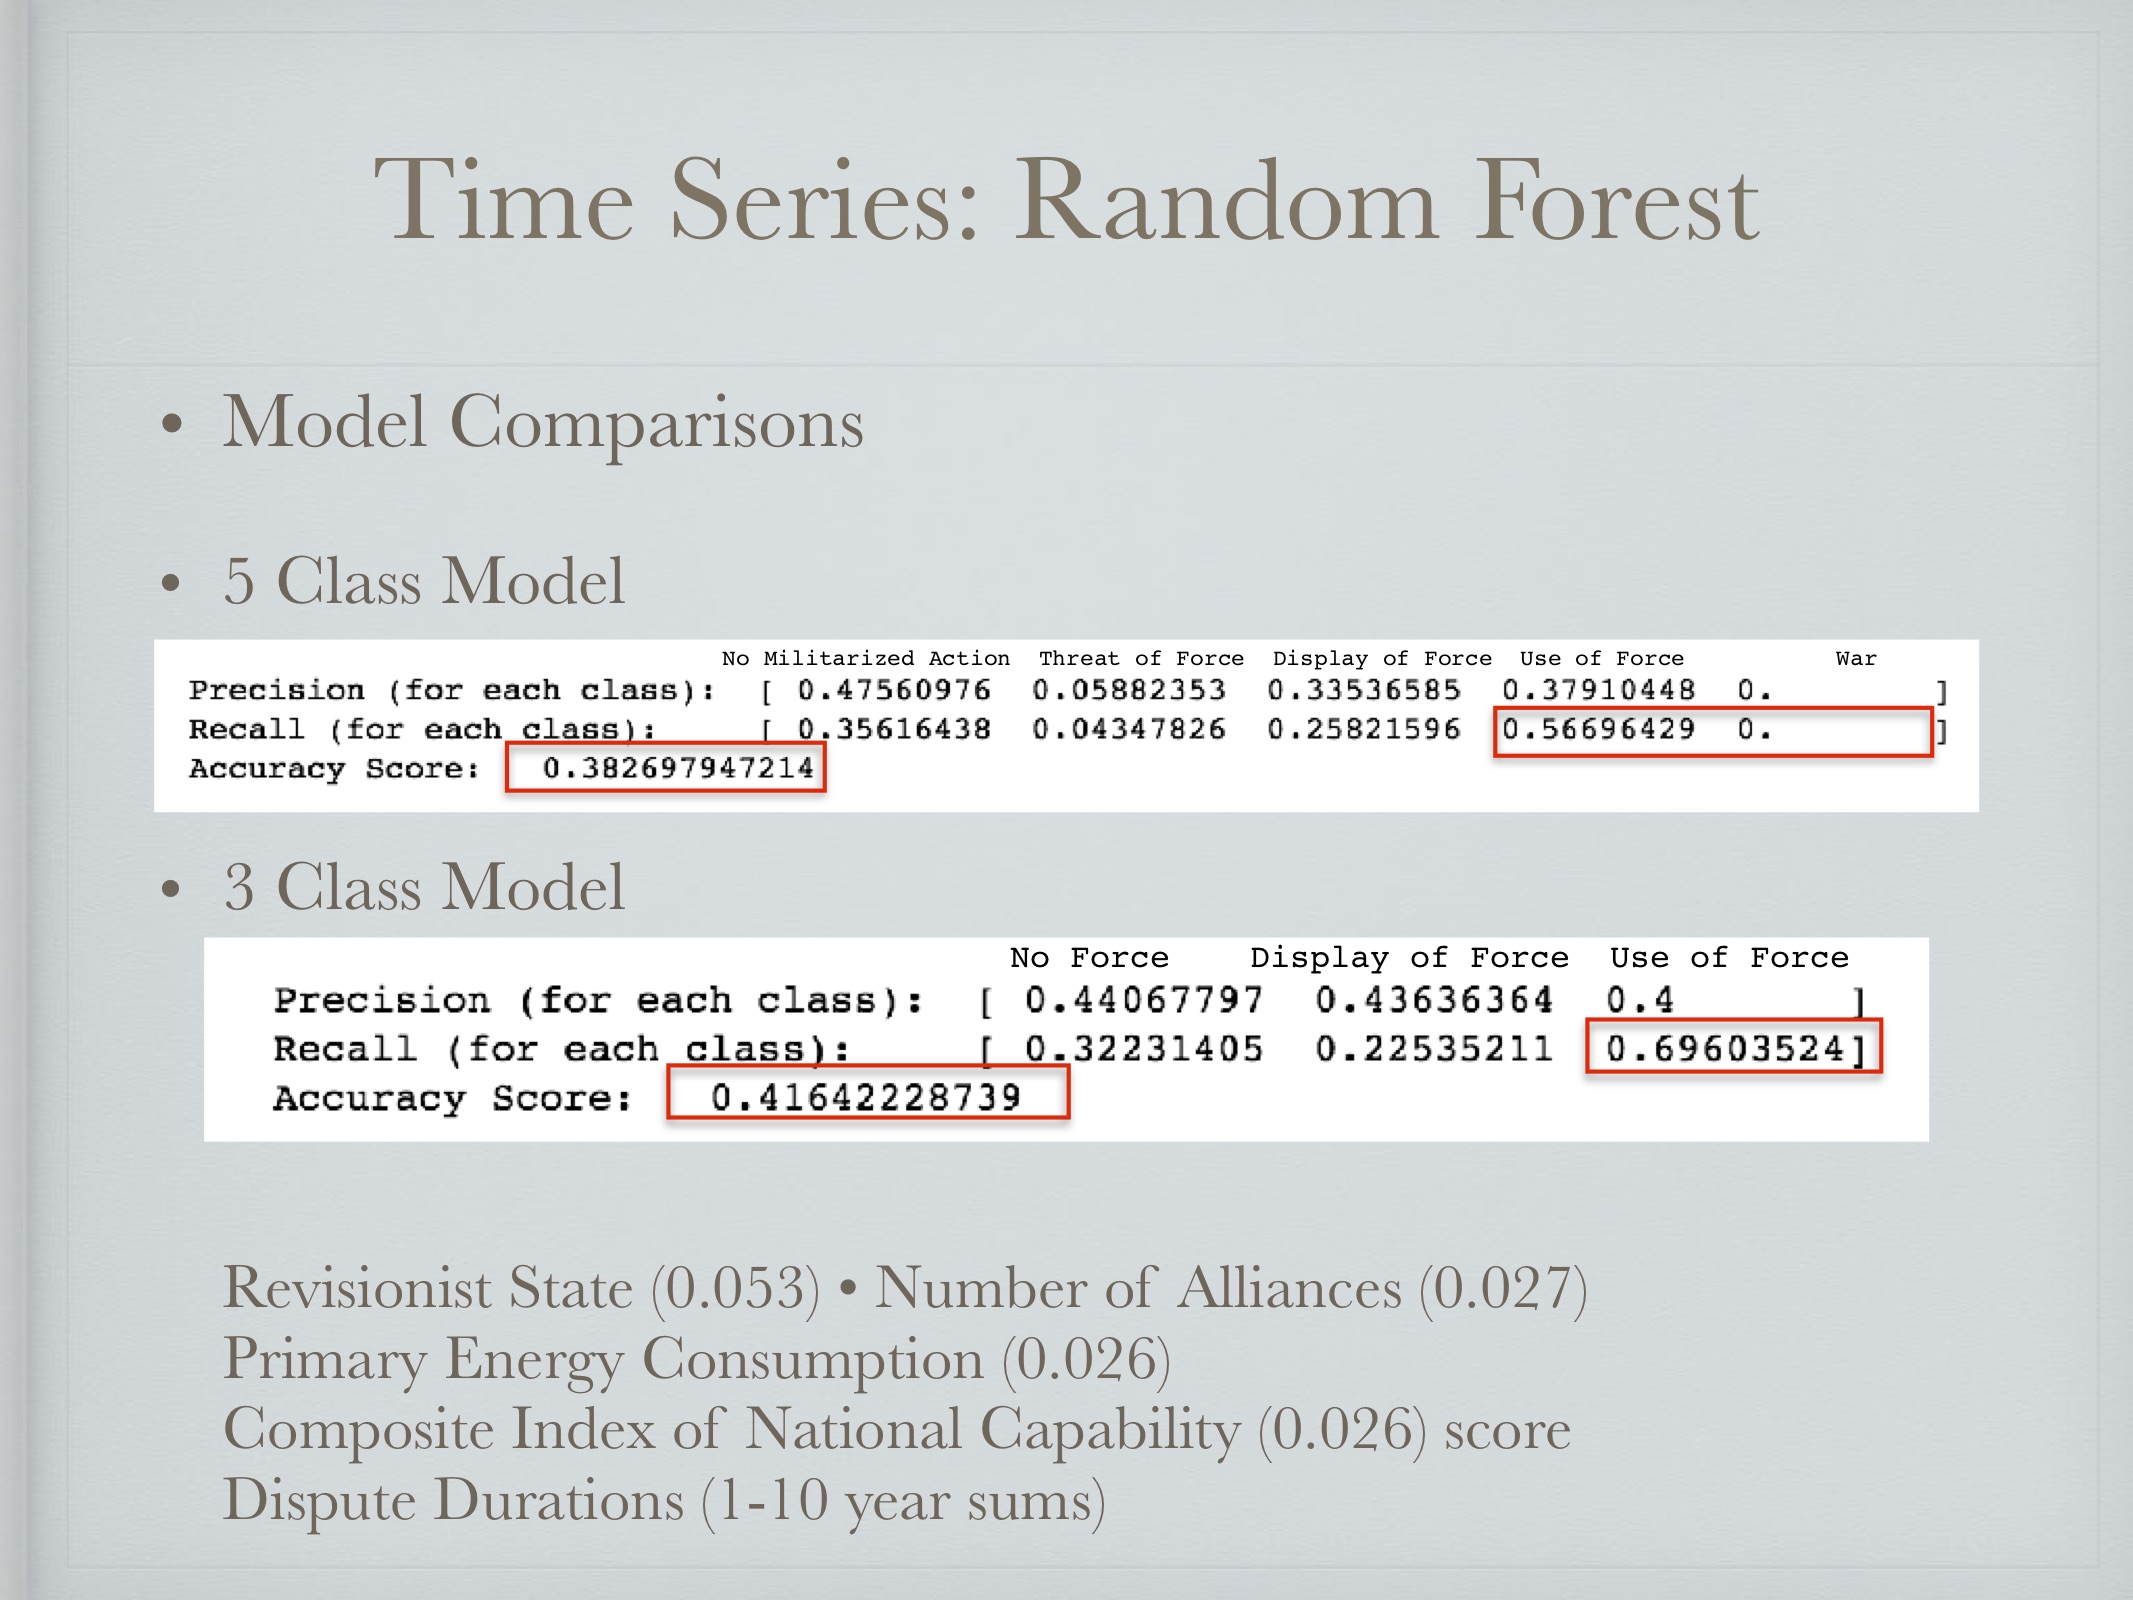 Time Series: Random Forest
• Model Comparisons
• 5 Class Model
No Militarized Action Threat of Force Display of Force Use of Force War
Precision (for each class): [ 0.47560976 0.05882353 0.33536585 0.37910448 0. ]
Recall (for each class): [ 0.35616438 0.04347826 0.25821596 0.56696429 0. ]
Accuracy Score: 0.382697947214
• 3 Class Model
No Force Display of Force Use of Force
Precision (for each class): [ 0.44067797 0.43636364 0.4 ]
Recall (for each class): [ 0.32231405 0.22535211 0.69603524]
Accuracy Score: 0.41642228739
Revisionist State (0.053) • Number of Alliances (0.027)
Primary Energy Consumption (0.026)
Composite Index of National Capability (0.026) score
Dispute Durations (1-10 year sums)